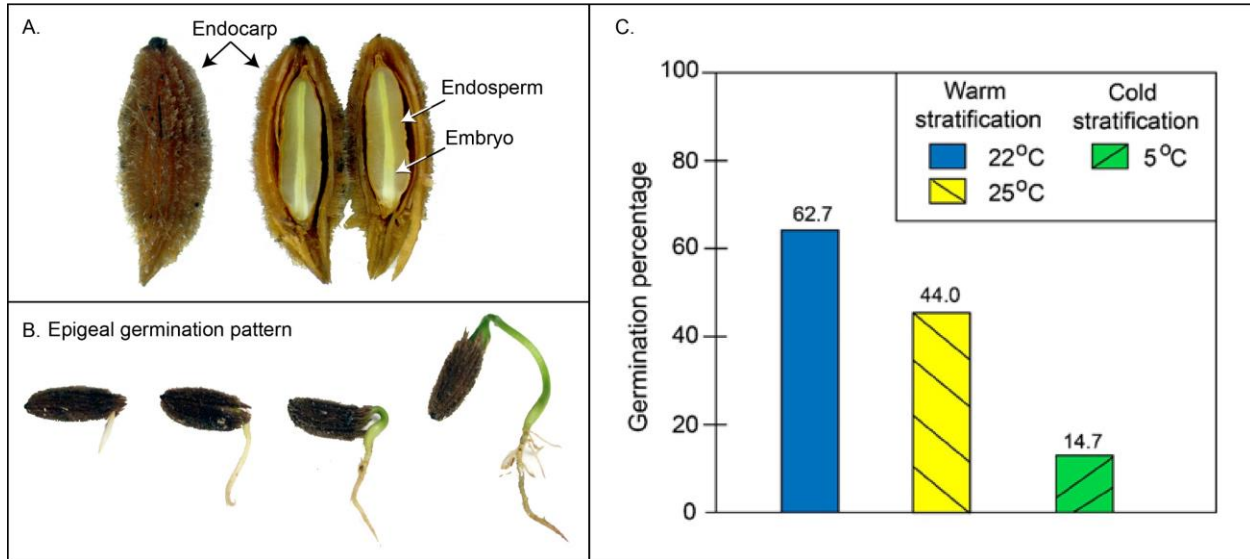 A.
Endocarp
Endosperm
Embryo
B. Epigeal germination pattern
C.
Germination percentage
100
80
60
40
20
0
Warm
stratification
22°C
25°C
Cold
stratification
5°C
62.7
44.0
14.7